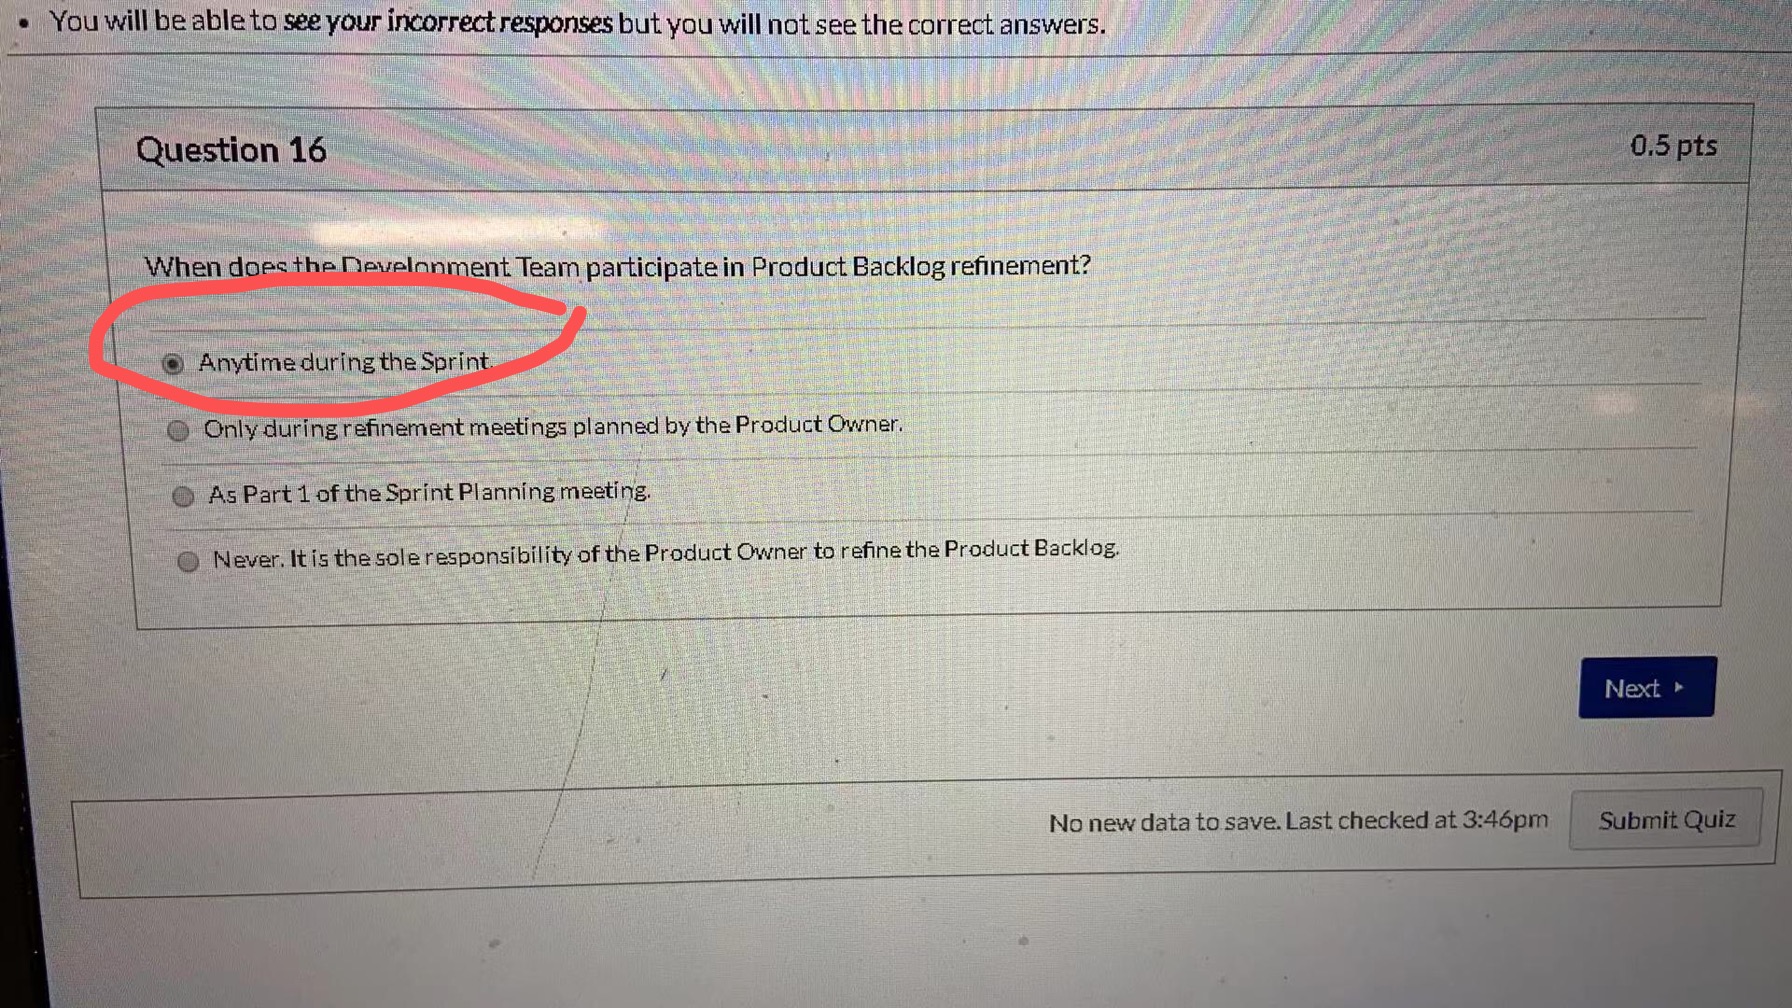 • You will be able to see your incorrect responses but you will not see the correct answers.
Question 16
0.5 pts
When does the Development Team participate in Product Backlog refinement?
Anytime during the Sprint.
Only during refinement meetings planned by the Product Owner.
As Part 1 of the Sprint Planning meeting.
Never. It is the sole responsibility of the Product Owner to refine the Product Backlog.
Next
No new data to save. Last checked at 3:46pm
Submit Quiz